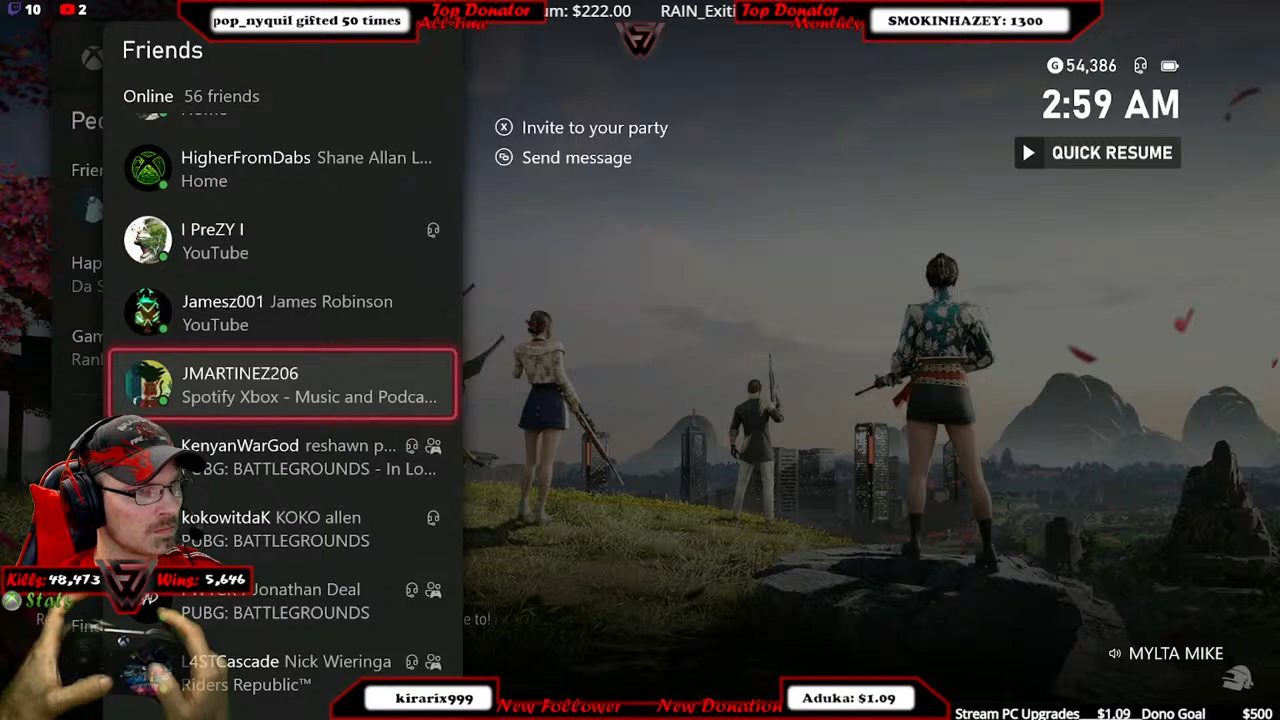 10
2
pop_nyquil gifted 50 times
Top Donator
All-Time
um: $222.00
RAIN_Exiti
Top Donator
Monthly
SMOKINHAZEY: 1300
Friends
Online 56 friends
Home
HigherFromDabs Shane Allan L...
Home
I PreZY I
YouTube
Jamesz001 James Robinson
YouTube
JMARTINEZ206
Spotify Xbox - Music and Podca...
KenyanWarGod reshawn p...
PUBG: BATTLEGROUNDS - In Lo...
kokowitdaK KOKO allen
PUBG: BATTLEGROUNDS
Jonathan Deal
PUBG: BATTLEGROUNDS
L4STCascade Nick Wieringa
Riders Republic™
Invite to your party
Send message
G 54,386
2:59 AM
QUICK RESUME
Kills: 48,473
Wins: 5,646
Stats
e to!
MYLTA MIKE
kirarix999
New Follower
New Donation
Aduka: $1.09
Stream PC Upgrades $1.09 Dono Goal $500